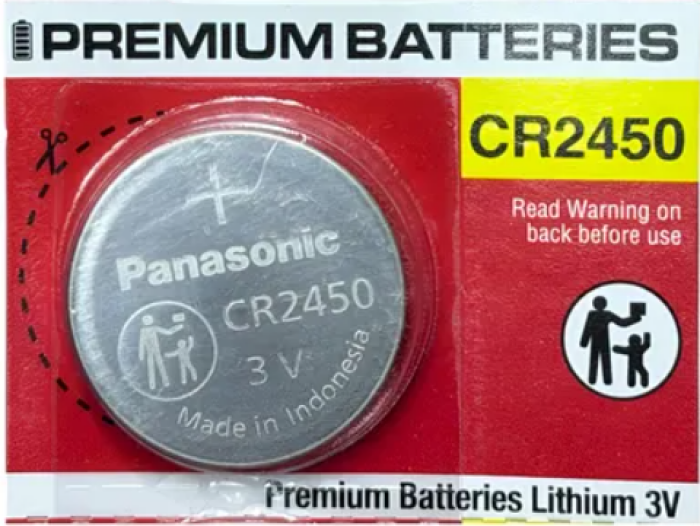 PREMIUM BATTERIES
CR2450
Read Warning on
back before use
+
Panasonic
CR2450
3 V
Made in Indonesia
Premium Batteries Lithium 3V